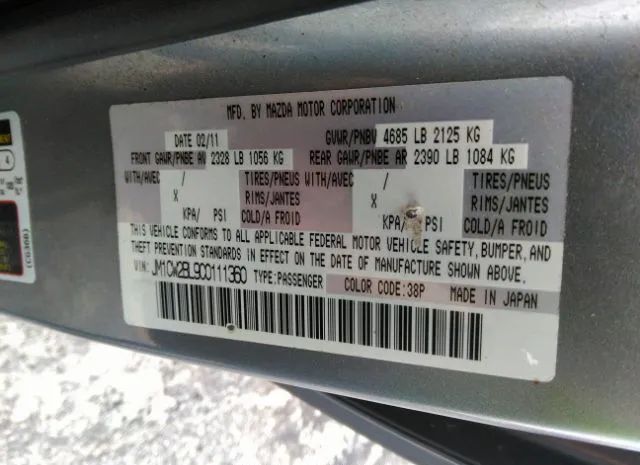 MFD. BY MAZDA MOTOR CORPORATION
DATE 02/11 GVWR/PNBV 4685 LB 2125 KG
FRONT GAWR/PNBE AV 2328 LB 1056 KG REAR GAWR/PNBE AR 2390 LB 1084 KG
WITH/AVEC / TIRES/PNEUS WITH/AVEC / TIRES/PNEUS
X RIMS/JANTES X RIMS/JANTES
KPA/ PSI COLD/A FROID KPA/ PSI COLD/A FROID
THIS VEHICLE CONFORMS TO ALL APPLICABLE FEDERAL MOTOR VEHICLE SAFETY, BUMPER, AND
THEFT PREVENTION STANDARDS IN EFFECT ON THE DATE OF MANUFACTURE SHOWN ABOVE.
VIN: JM1CW2BL9C0111360 TYPE:PASSENGER COLOR CODE:38P MADE IN JAPAN
4
(CG36B)